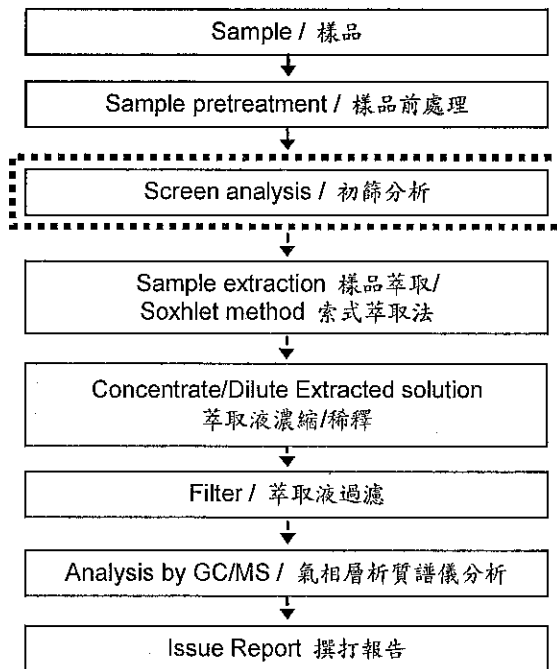 Sample / 樣品
Sample pretreatment / 樣品前處理
Screen analysis / 初篩分析
Sample extraction 樣品萃取/
Soxhlet method 索式萃取法
Concentrate/Dilute Extracted solution
萃取液濃縮/稀釋
Filter / 萃取液過濾
Analysis by GC/MS / 氣相層析質譜儀分析
Issue Report 撰打報告